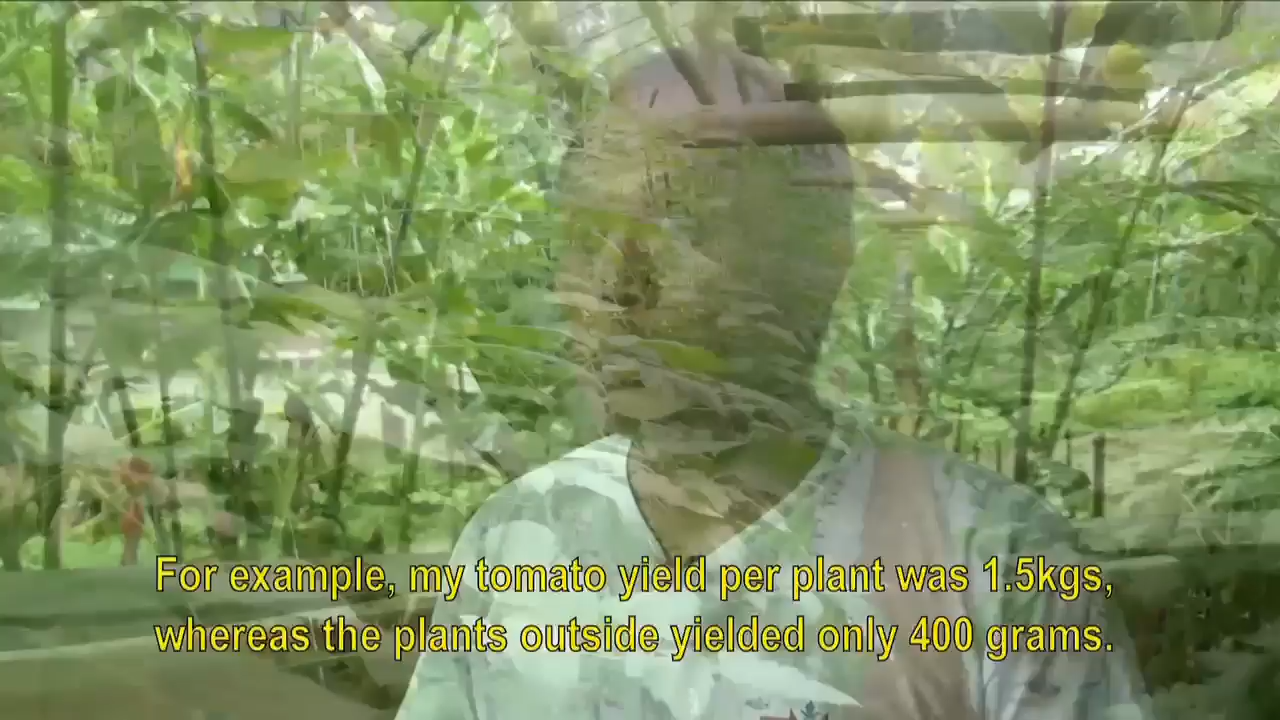 For example, my tomato yield per plant was 1.5kgs,
whereas the plants outside yielded only 400 grams.